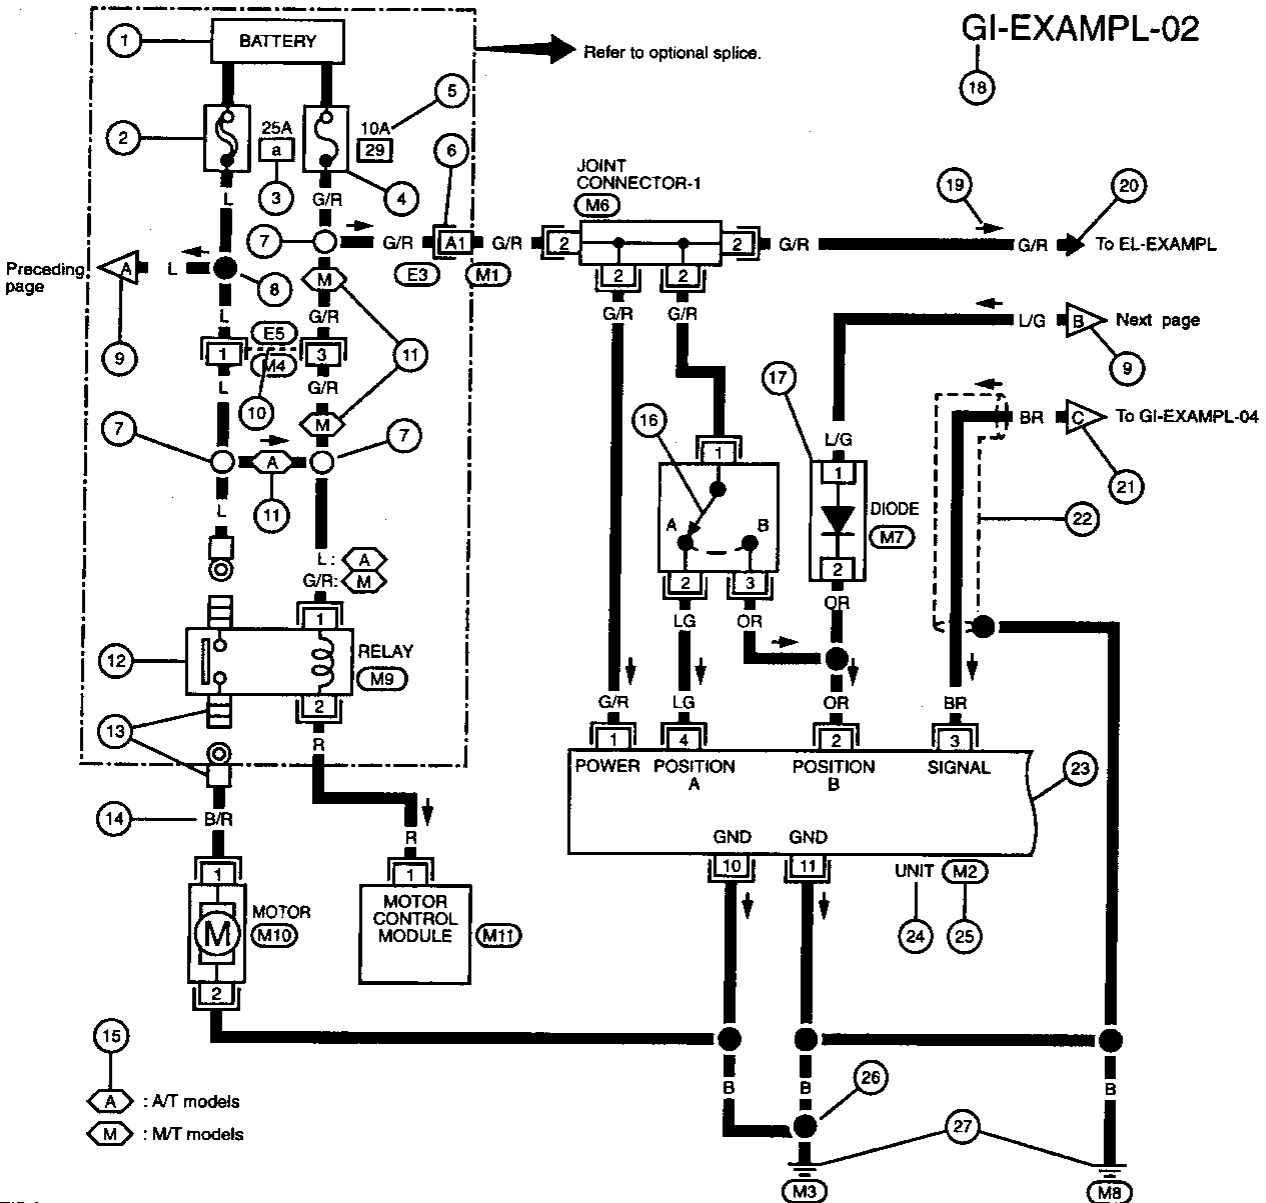 GI-EXAMPL-02
18
1
BATTERY
Refer to optional splice.
5
2
25A
a
10A
29
6
3
4
JOINT
CONNECTOR-1
M6
19
20
L
G/R
7
G/R
A1
G/R
2
2
G/R
G/R
To EL-EXAMPL
Preceding
page
A
L
8
M
E3
M1
2
2
9
L
G/R
11
G/R
G/R
L/G
B
Next page
E5
1
3
M4
9
L
G/R
10
17
16
BR
C
To GI-EXAMPL-04
7
M
7
L/G
A
1
1
21
11
L
A
B
DIODE
M7
22
L:
A
G/R:
M
2
3
2
1
LG
OR
OR
12
RELAY
M9
2
13
R
G/R
LG
OR
BR
1
4
2
3
POWER
POSITION
A
POSITION
B
SIGNAL
23
14
B/R
R
GND
GND
1
1
10
11
UNIT
M2
M
MOTOR
M10
MOTOR
CONTROL
MODULE
M11
24
25
2
15
26
B
B
B
A
: A/T models
27
M
: M/T models
M3
M8